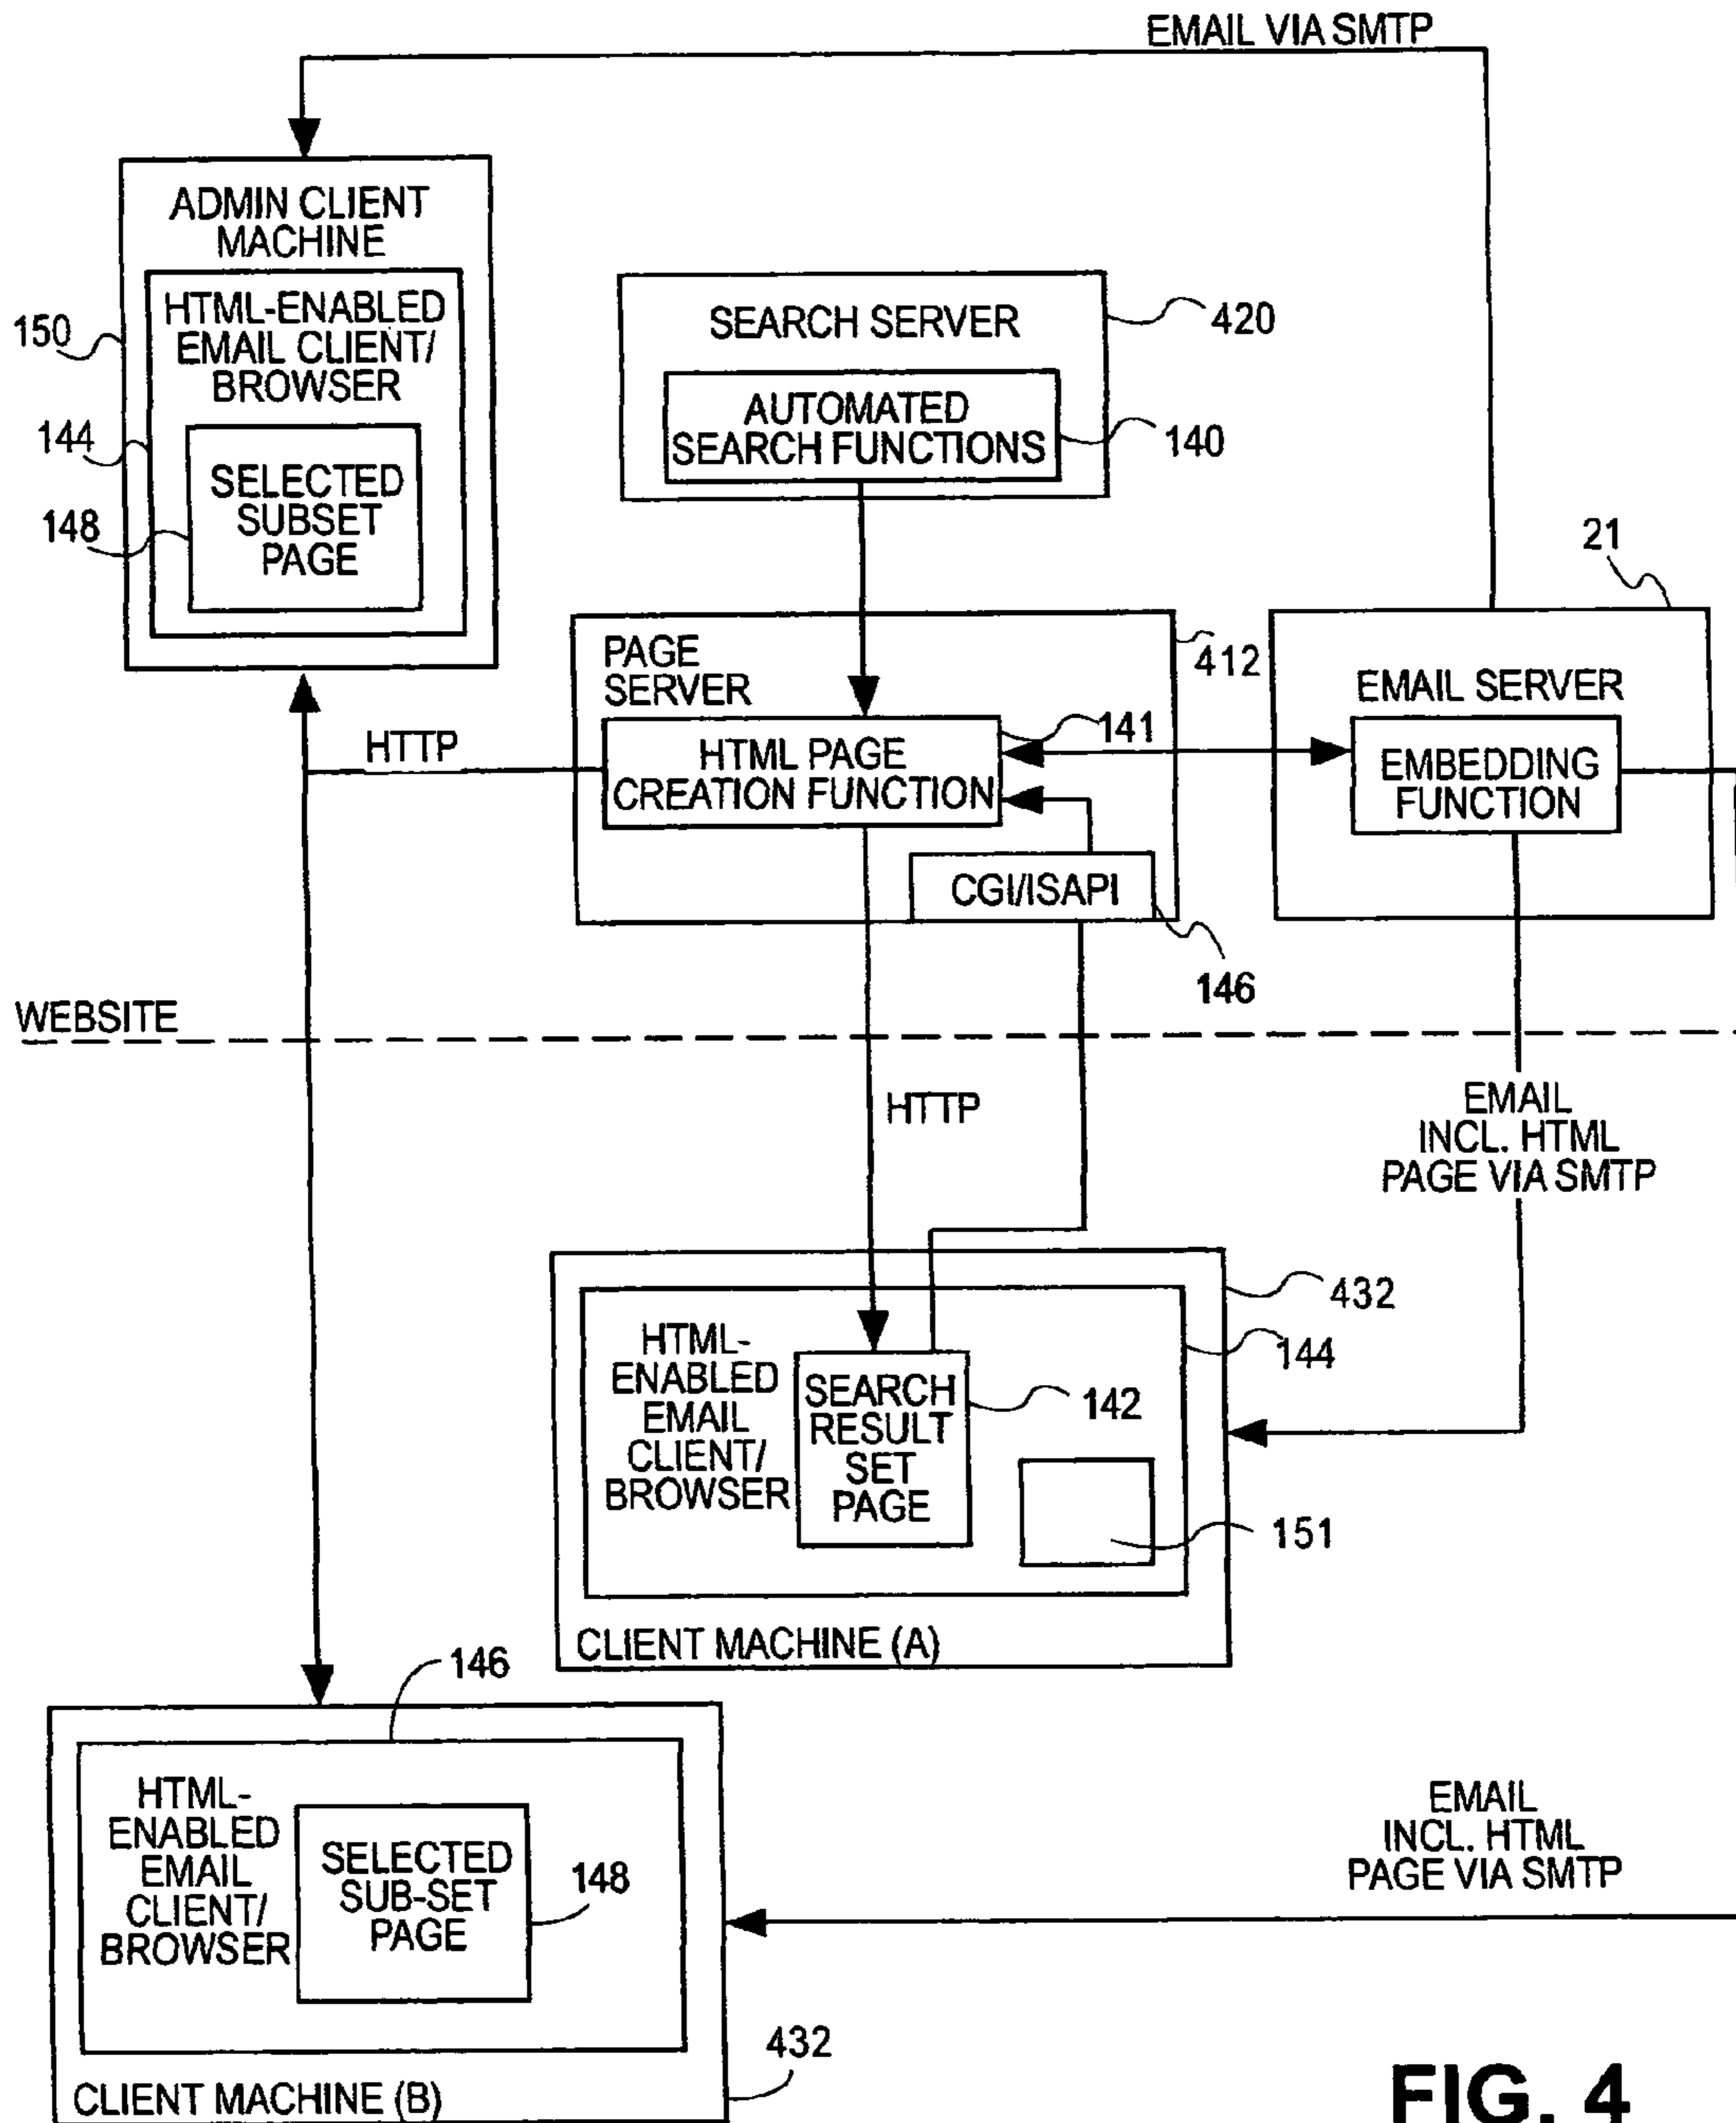 EMAIL VIA SMTP
ADMIN CLIENT
MACHINE
150
HTML-ENABLED
EMAIL CLIENT/
BROWSER
144
SELECTED
SUBSET
PAGE
148
SEARCH SERVER
420
AUTOMATED
SEARCH FUNCTIONS
140
21
PAGE
SERVER
412
EMAIL SERVER
HTTP
HTML PAGE
CREATION FUNCTION
141
EMBEDDING
FUNCTION
CGI/ISAPI
146
WEBSITE
HTTP
EMAIL
INCL. HTML
PAGE VIA SMTP
432
HTML-
ENABLED
EMAIL
CLIENT/
BROWSER
144
SEARCH
RESULT
SET
PAGE
142
151
CLIENT MACHINE (A)
146
HTML-
ENABLED
EMAIL
CLIENT/
BROWSER
SELECTED
SUB-SET
PAGE
148
EMAIL
INCL. HTML
PAGE VIA SMTP
432
CLIENT MACHINE (B)
FIG. 4